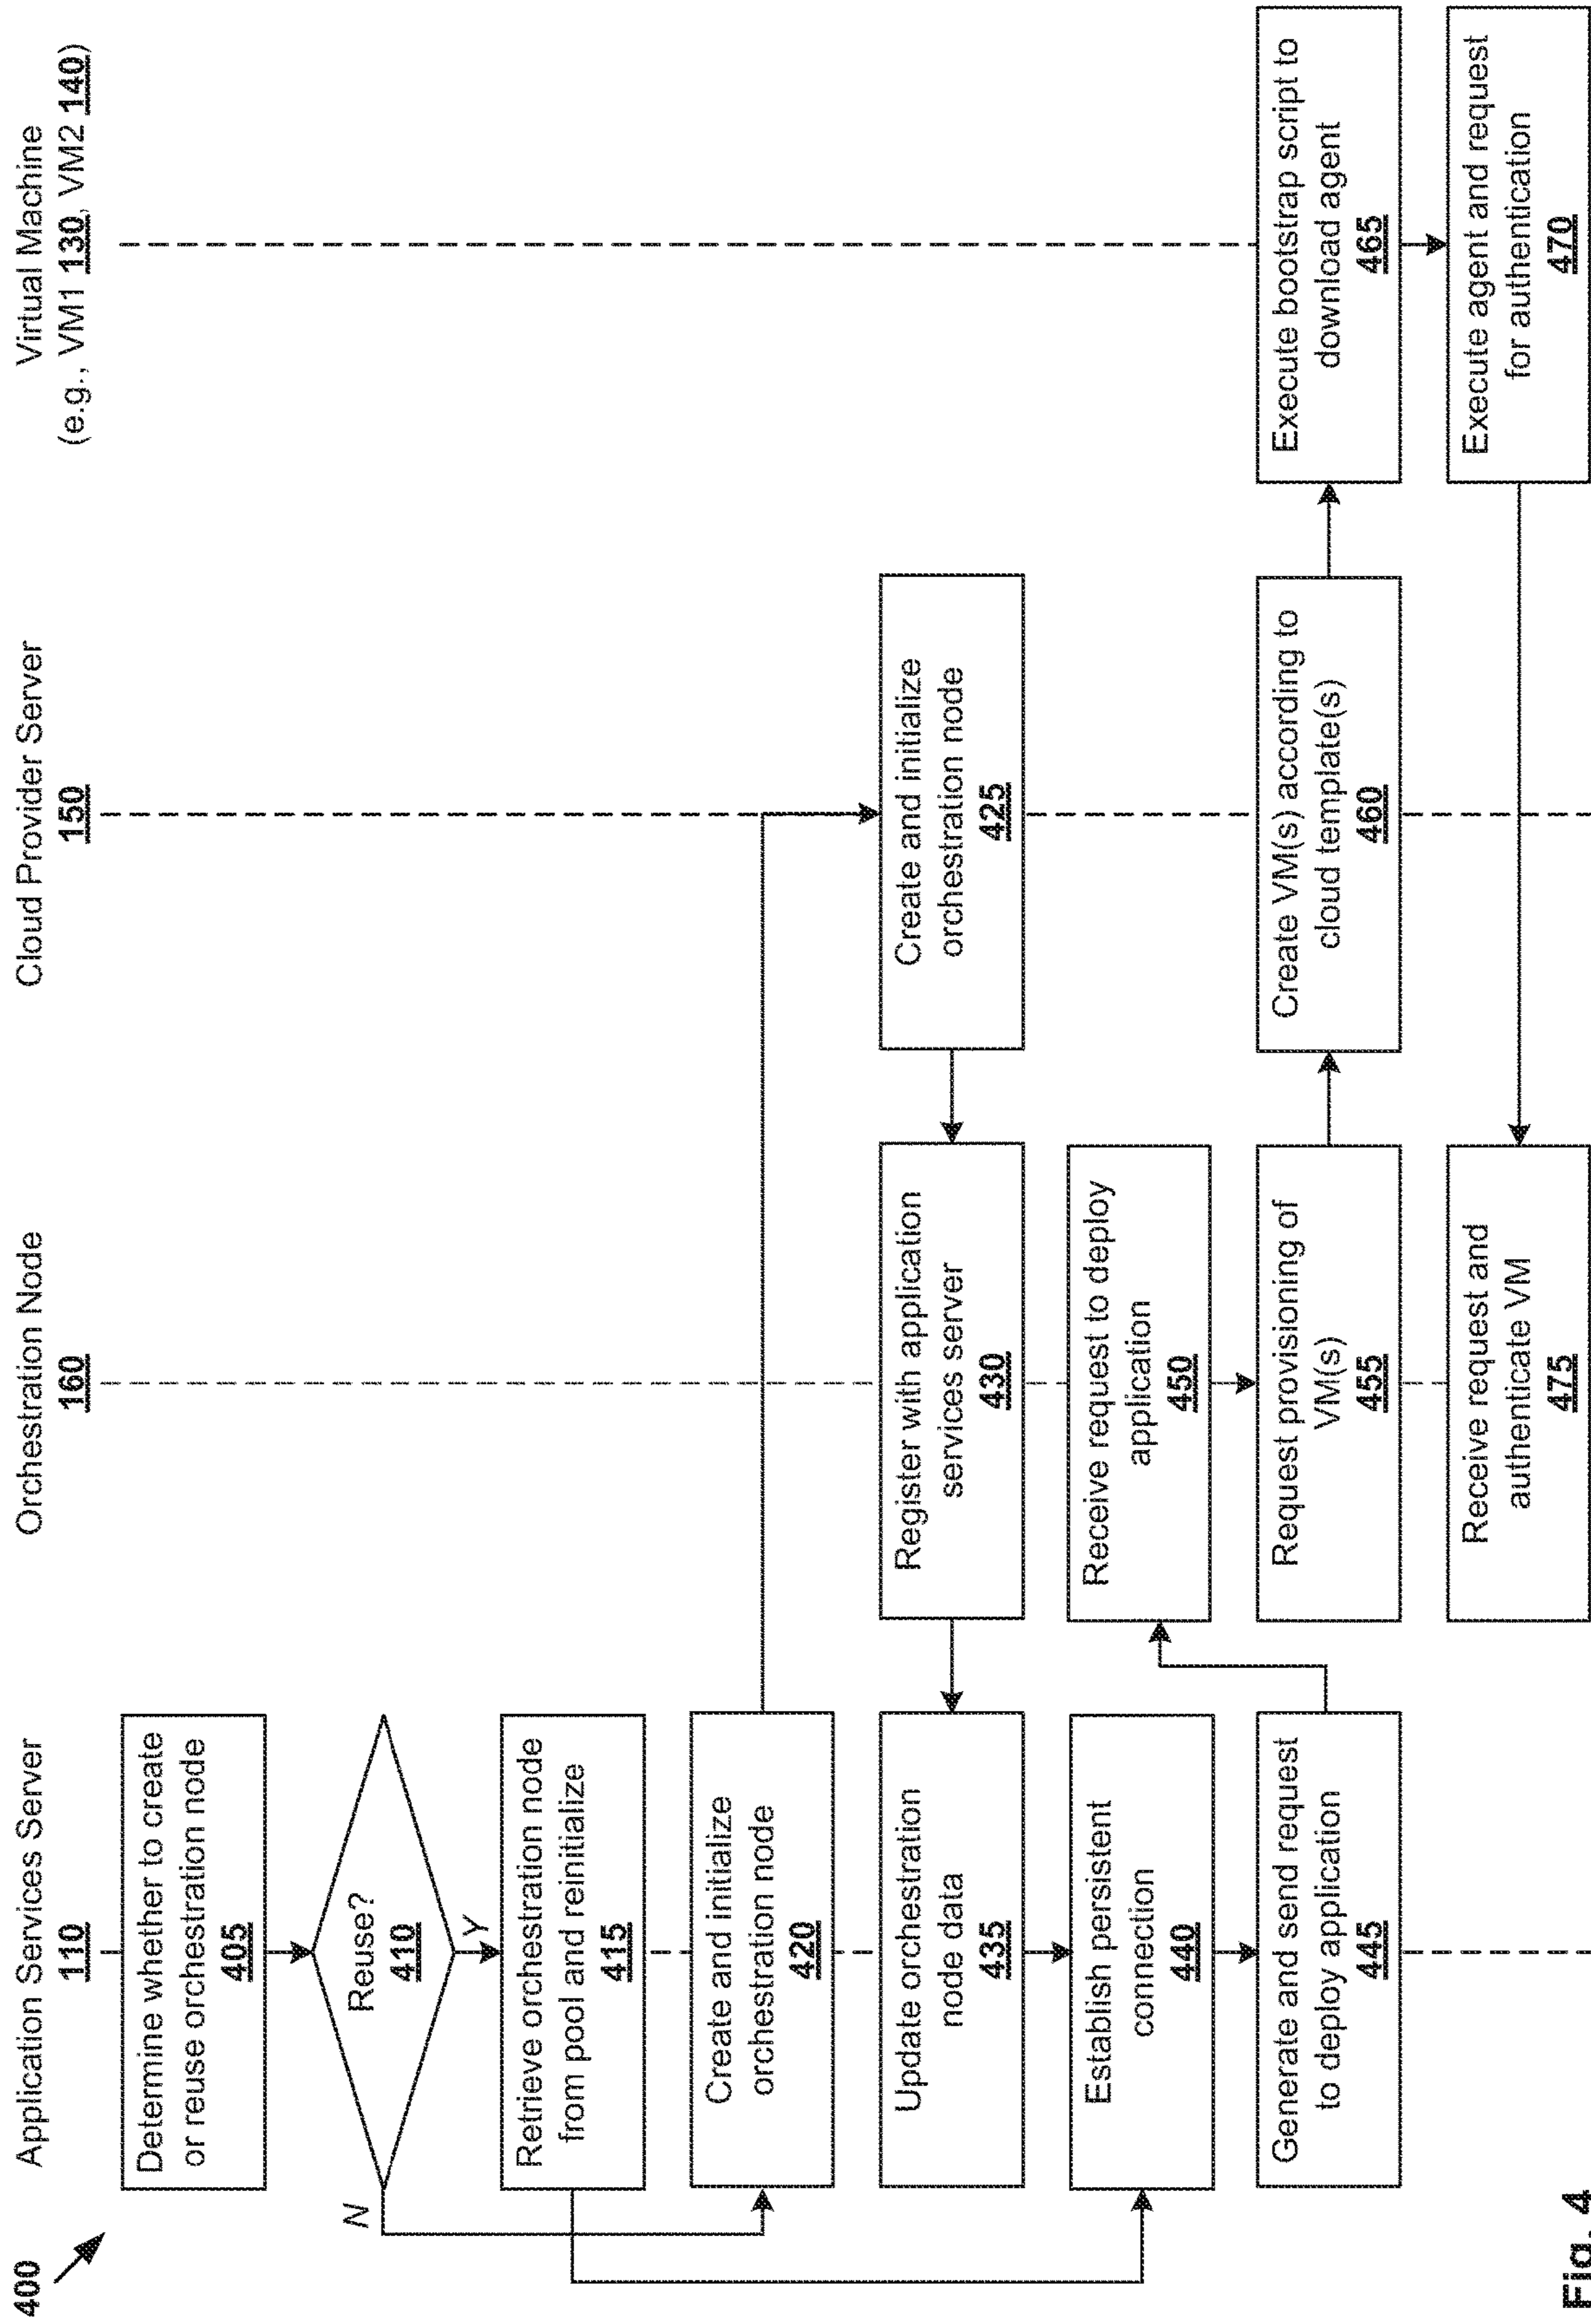 400
Application Services Server
110
Orchestration Node
160
Cloud Provider Server
150
Virtual Machine
(e.g., VM1 130, VM2 140)
Determine whether to create
or reuse orchestration node
405
Reuse?
410
N
Y
Retrieve orchestration node
from pool and reinitialize
415
Create and initialize
orchestration node
420
Create and initialize
orchestration node
425
Register with application
services server
430
Update orchestration
node data
435
Establish persistent
connection
440
Generate and send request
to deploy application
445
Receive request to deploy
application
450
Request provisioning of
VM(s)
455
Create VM(s) according to
cloud template(s)
460
Execute bootstrap script to
download agent
465
Execute agent and request
for authentication
470
Receive request and
authenticate VM
475
Fig. 4